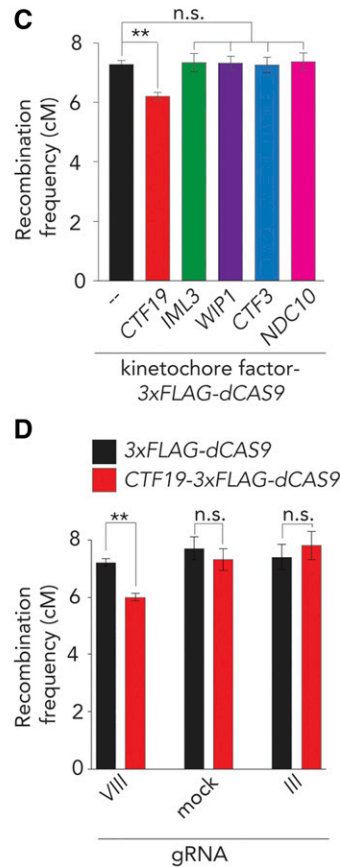 C
n.s.
**
Recombination
frequency (cM)
8
6
4
2
0
--
CTF19
IML3
WIP1
CTF3
NDC10
kinetochore factor-
3xFLAG-dCAS9
D
3xFLAG-dCAS9
CTF19-3xFLAG-dCAS9
** n.s. n.s.
Recombination
frequency (cM)
8
6
4
2
0
VIII
mock
III
gRNA